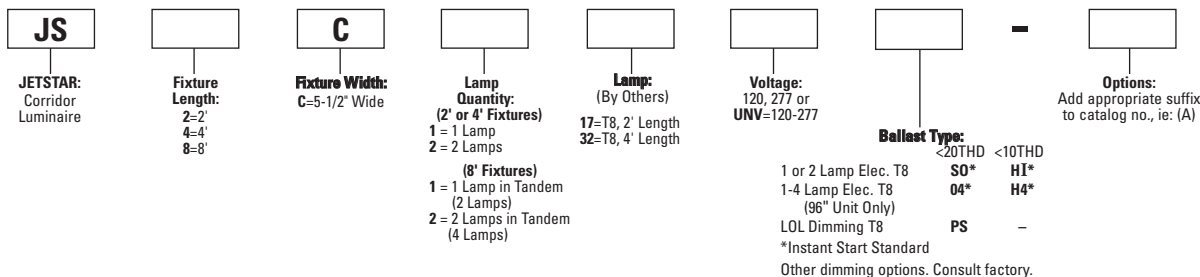 JS
C
–
JETSTAR:
Corridor
Luminaire
Fixture
Length:
2=2'
4=4'
8=8'
Fixture Width:
C=5-1/2" Wide
Lamp
Quantity:
(2' or 4' Fixtures)
1 = 1 Lamp
2 = 2 Lamps
(8' Fixtures)
1 = 1 Lamp in Tandem
(2 Lamps)
2 = 2 Lamps in Tandem
(4 Lamps)
Lamp:
(By Others)
17=T8, 2' Length
32=T8, 4' Length
Voltage:
120, 277 or
UNV=120-277
Ballast Type:
<20THD <10THD
1 or 2 Lamp Elec. T8 SO* HI*
1-4 Lamp Elec. T8 04* H4*
(96" Unit Only)
LOL Dimming T8 PS –
*Instant Start Standard
Other dimming options. Consult factory.
Options:
Add appropriate suffix
to catalog no., ie: (A)